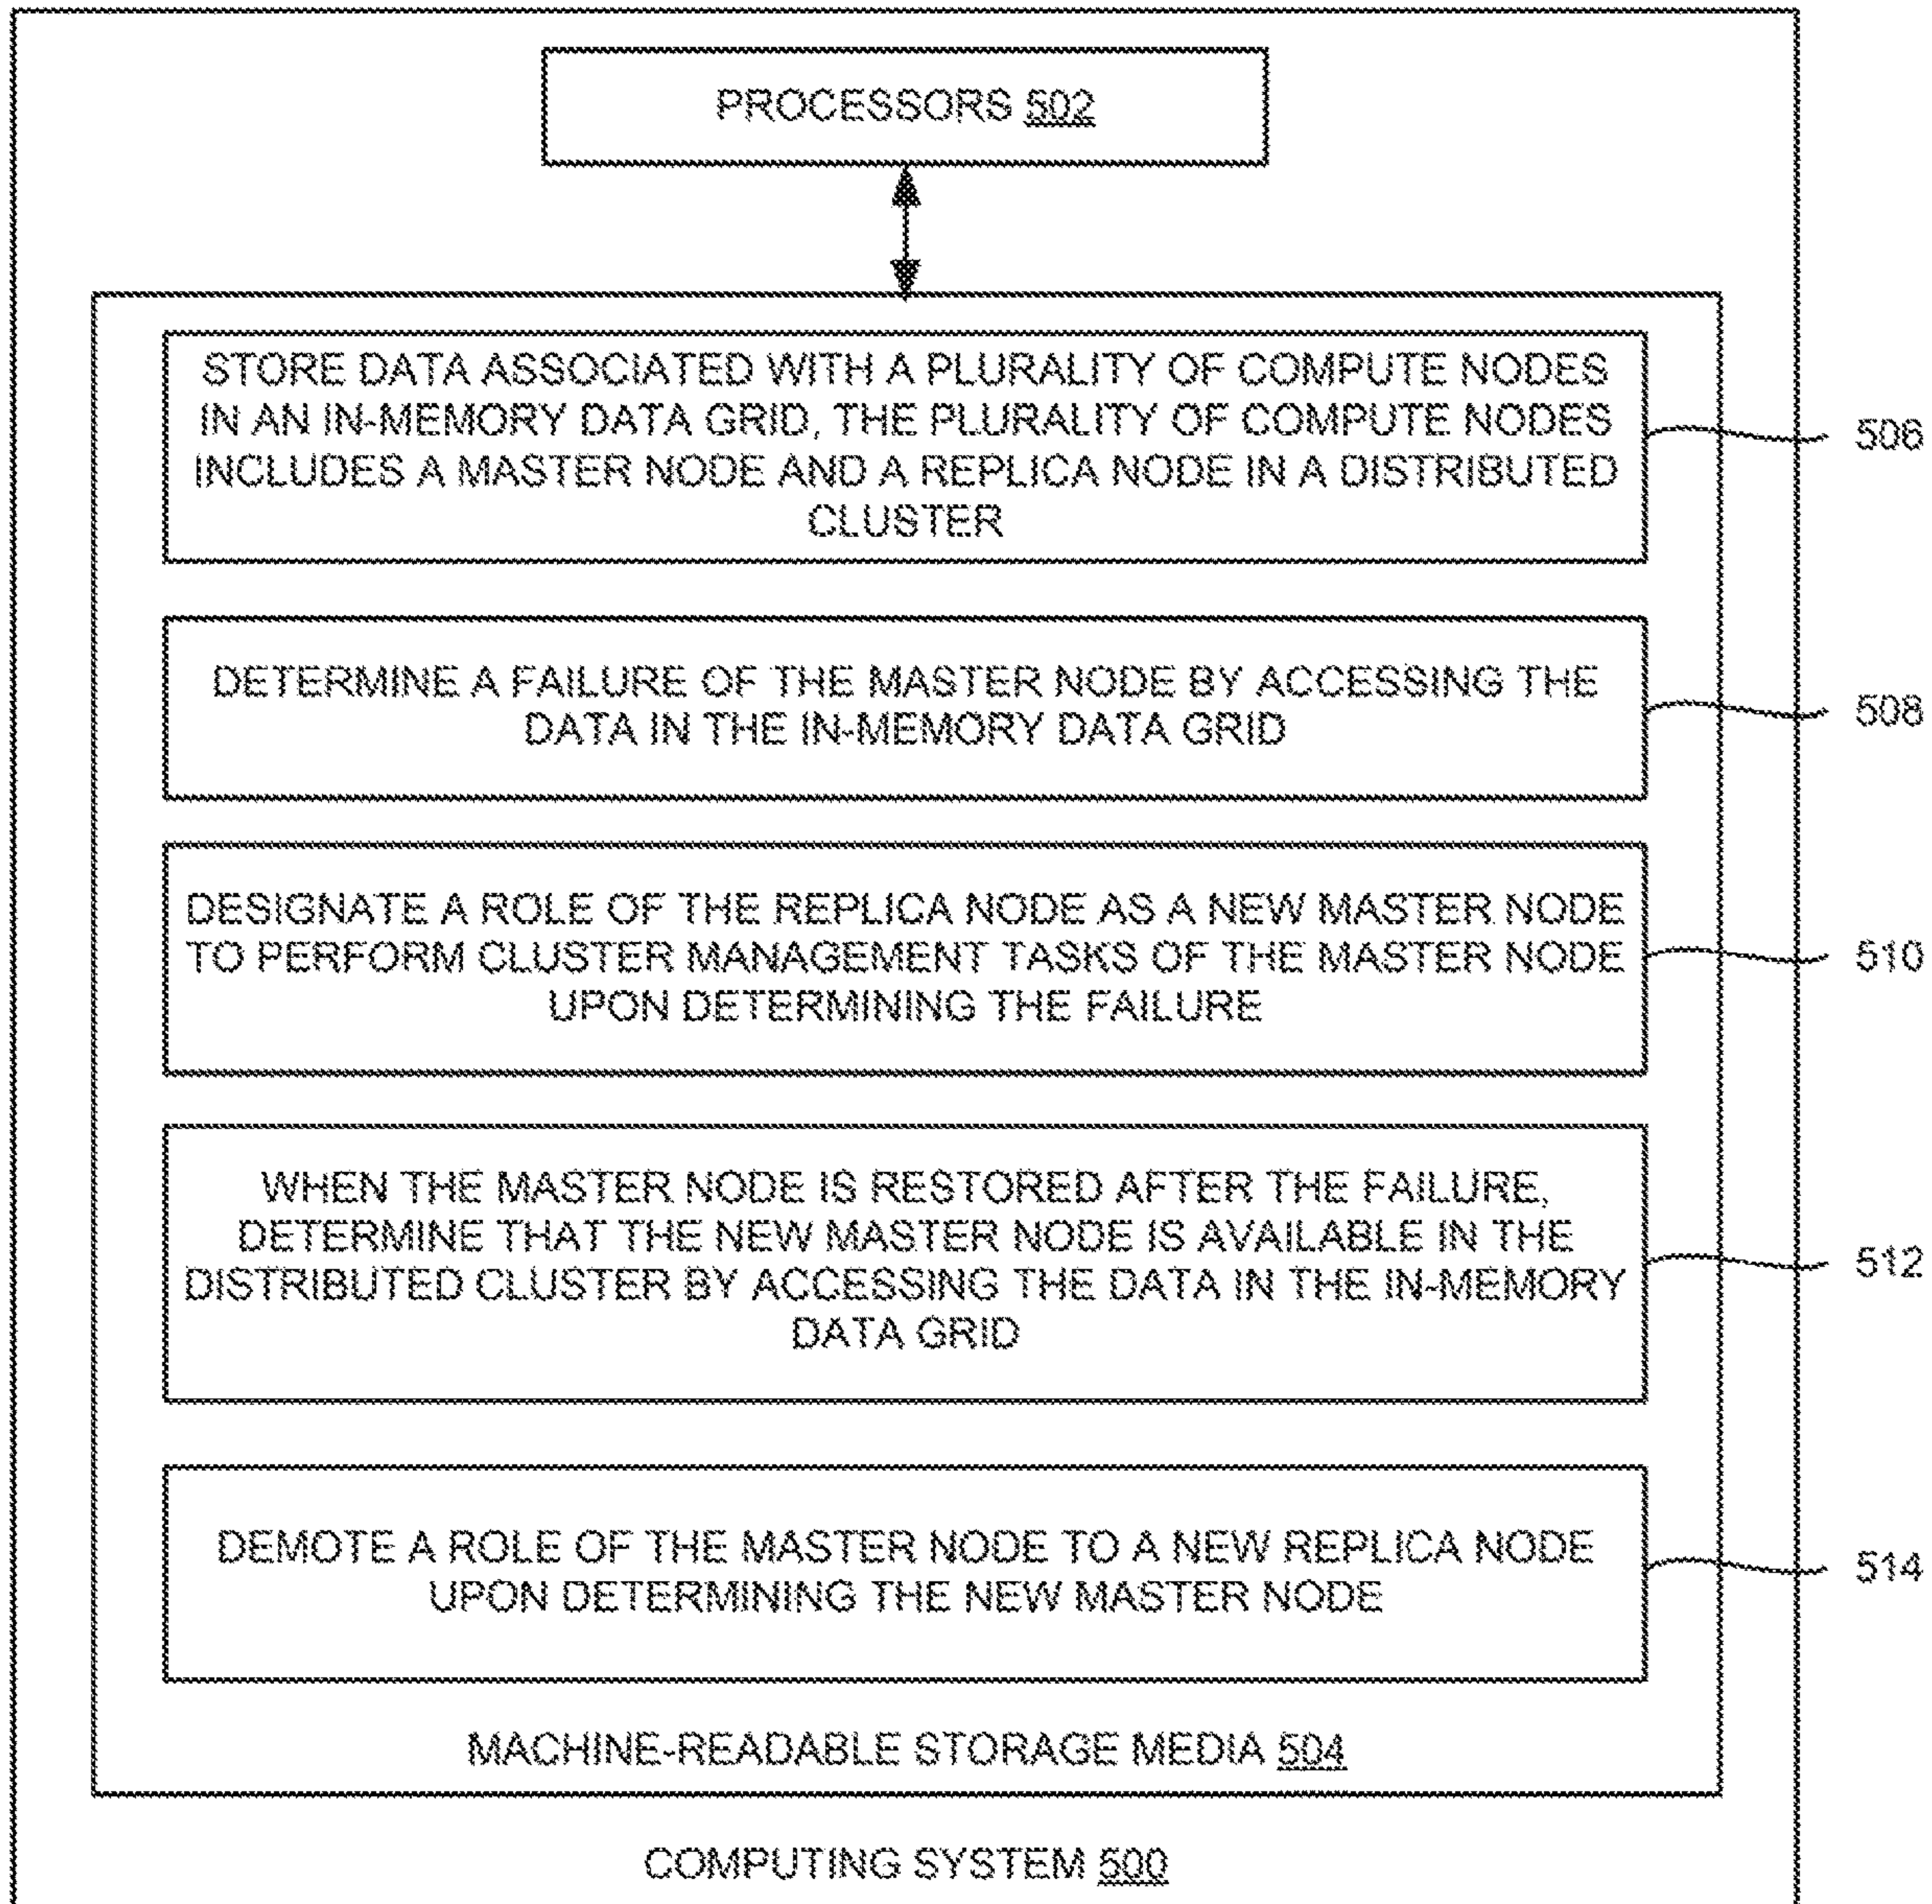 PROCESSORS 502
STORE DATA ASSOCIATED WITH A PLURALITY OF COMPUTE NODES
IN AN IN-MEMORY DATA GRID, THE PLURALITY OF COMPUTE NODES
INCLUDES A MASTER NODE AND A REPLICA NODE IN A DISTRIBUTED
CLUSTER
506
DETERMINE A FAILURE OF THE MASTER NODE BY ACCESSING THE
DATA IN THE IN-MEMORY DATA GRID
508
DESIGNATE A ROLE OF THE REPLICA NODE AS A NEW MASTER NODE
TO PERFORM CLUSTER MANAGEMENT TASKS OF THE MASTER NODE
UPON DETERMINING THE FAILURE
510
WHEN THE MASTER NODE IS RESTORED AFTER THE FAILURE,
DETERMINE THAT THE NEW MASTER NODE IS AVAILABLE IN THE
DISTRIBUTED CLUSTER BY ACCESSING THE DATA IN THE IN-MEMORY
DATA GRID
512
DEMOTE A ROLE OF THE MASTER NODE TO A NEW REPLICA NODE
UPON DETERMINING THE NEW MASTER NODE
514
MACHINE-READABLE STORAGE MEDIA 504
COMPUTING SYSTEM 500